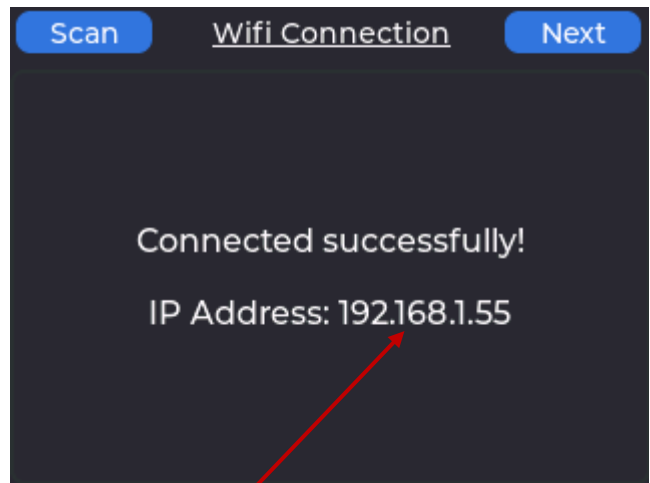 Scan Wifi Connection Next
Connected successfully!
IP Address: 192.168.1.55